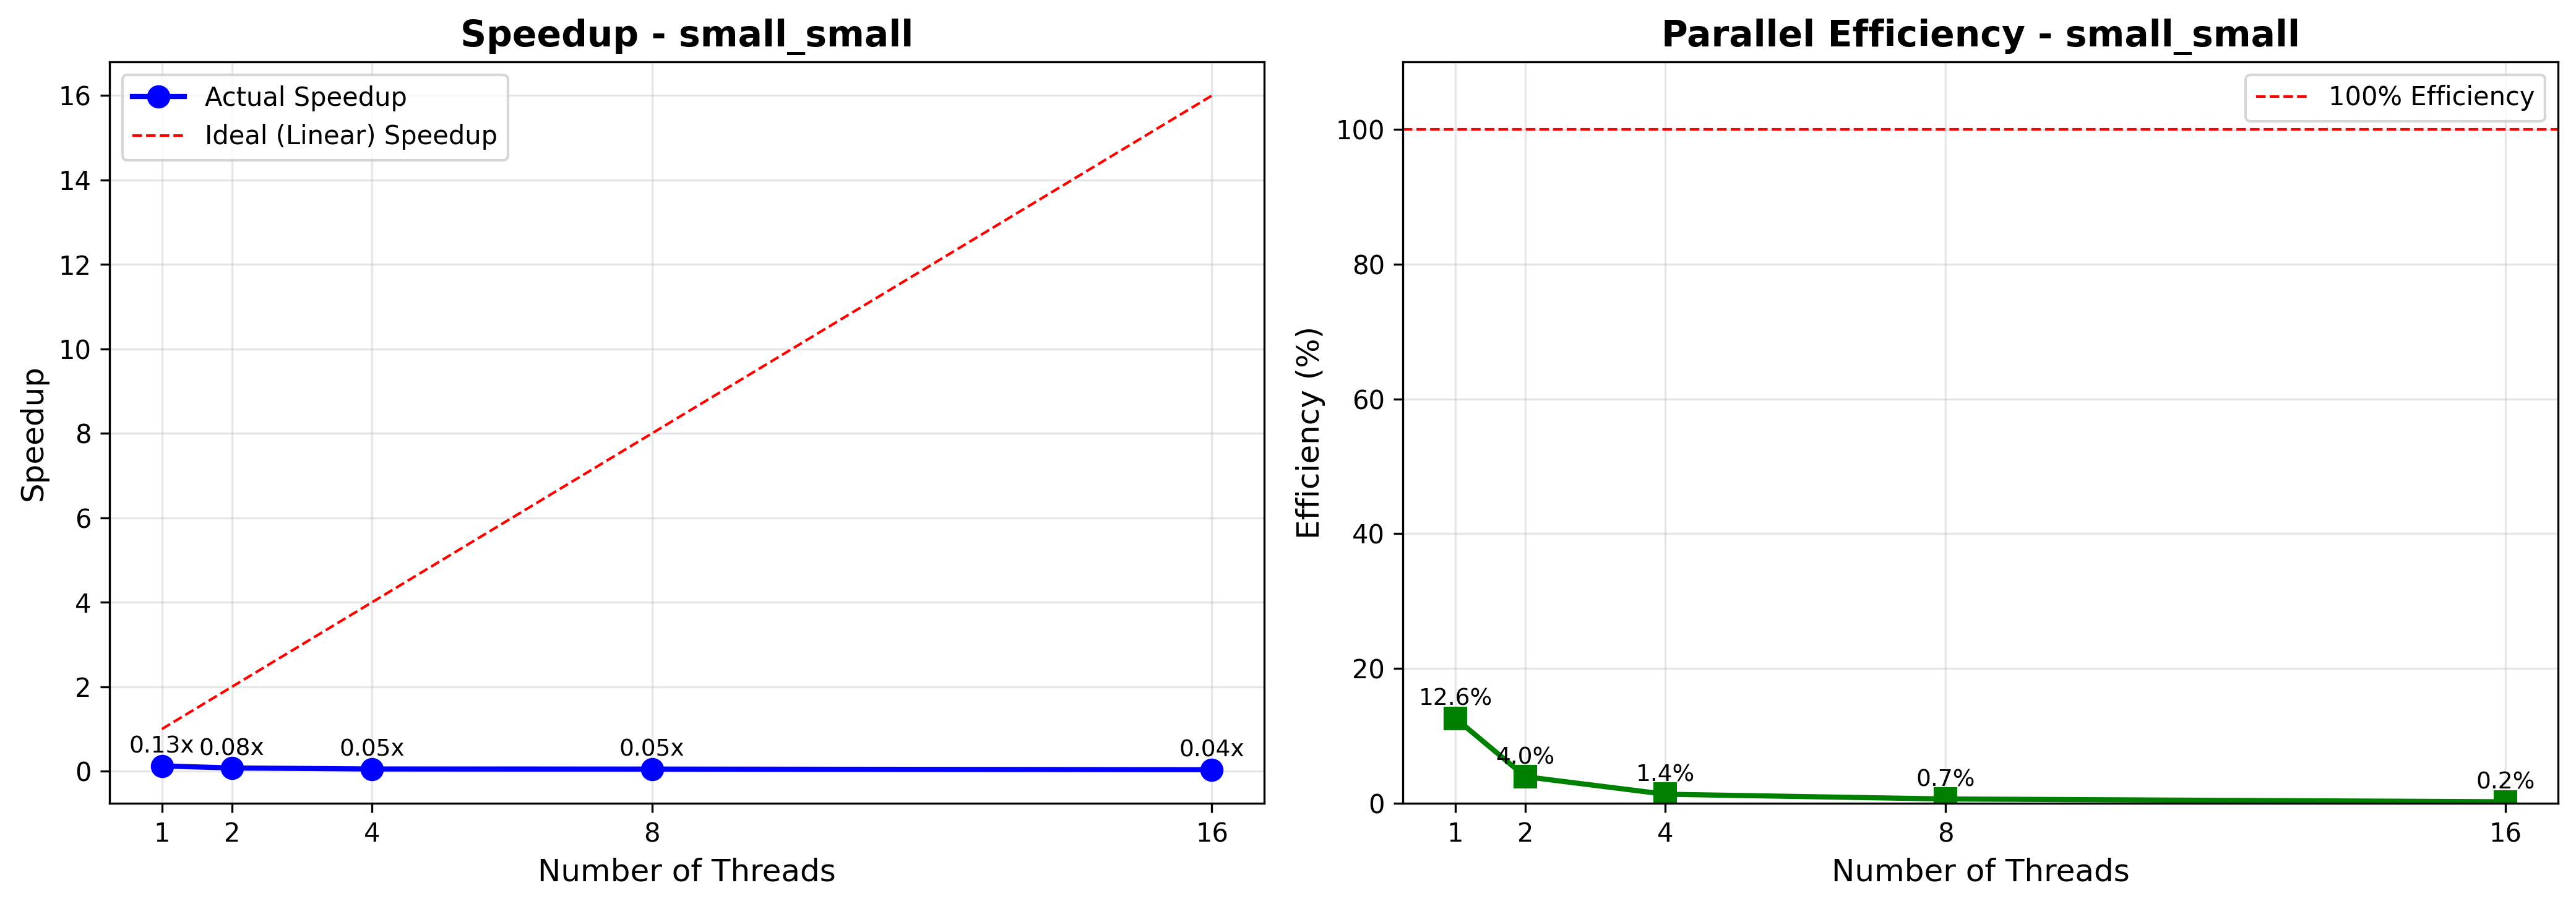 Speedup - small_small
Actual Speedup
Ideal (Linear) Speedup
16
14
12
10
8
6
4
2
0
Speedup
0.13x
0.08x
0.05x
0.05x
0.04x
1
2
4
8
16
Number of Threads
Parallel Efficiency - small_small
100% Efficiency
100
80
60
40
20
0
Efficiency (%)
12.6%
4.0%
1.4%
0.7%
0.2%
1
2
4
8
16
Number of Threads